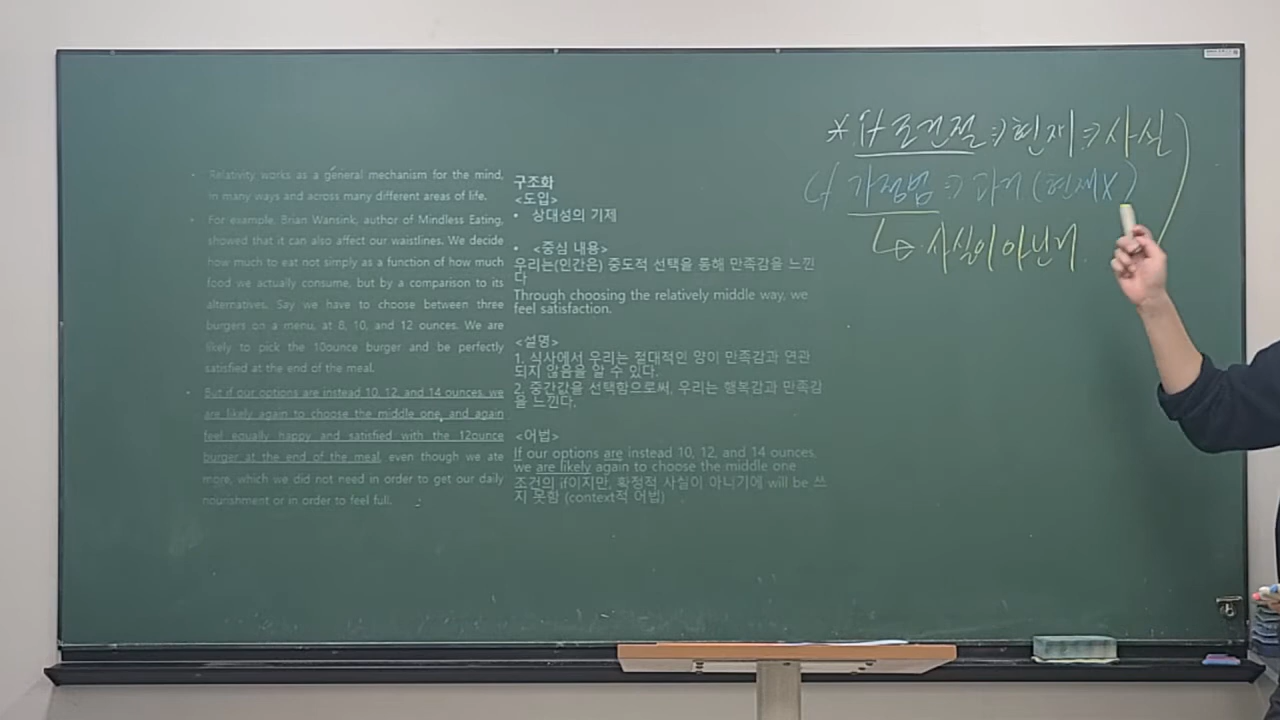 Relativity works as a general mechanism for the mind,
in many ways and across many different areas of life.
For example, Brian Wansink, author of Mindless Eating,
showed that it can also affect our waistlines. We decide
how much to eat not simply as a function of how much
food we actually consume, but by a comparison to its
alternatives. Say we have to choose between three
burgers on a menu, at 8, 10, and 12 ounces. We are
likely to pick the 10ounce burger and be perfectly
satisfied at the end of the meal.
But if our options are instead 10, 12, and 14 ounces, we
are likely again to choose the middle one, and again
feel equally happy and satisfied with the 12ounce
burger at the end of the meal, even though we ate
more, which we did not need in order to get our daily
nourishment or in order to feel full.
구조화
<도입>
• 상대성의 기제
• <중심 내용>
우리는(인간은) 중도적 선택을 통해 만족감을 느낀
다
Through choosing the relatively middle way, we
feel satisfaction.
<설명>
1. 식사에서 우리는 절대적인 양이 만족감과 연관
되지 않음을 알 수 있다.
2. 중간값을 선택함으로써, 우리는 행복감과 만족감
을 느낀다.
<어법>
If our options are instead 10, 12, and 14 ounces,
we are likely again to choose the middle one
조건의 if이지만, 확정적 사실이 아니기에 will be 쓰
지 못함 (context적 어법)
* if 조건절 => 현재 => 사실
가정법 => 과거 (현재X)
사실이 아닌거